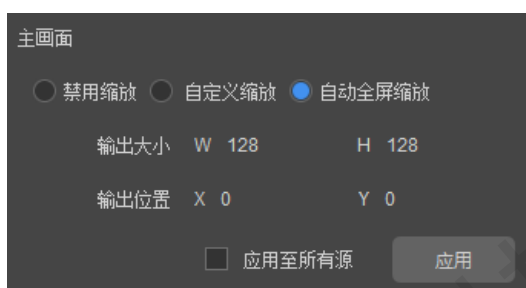 主画面
禁用缩放 自定义缩放 自动全屏缩放
输出大小 W 128 H 128
输出位置 X 0 Y 0
应用至所有源 应用